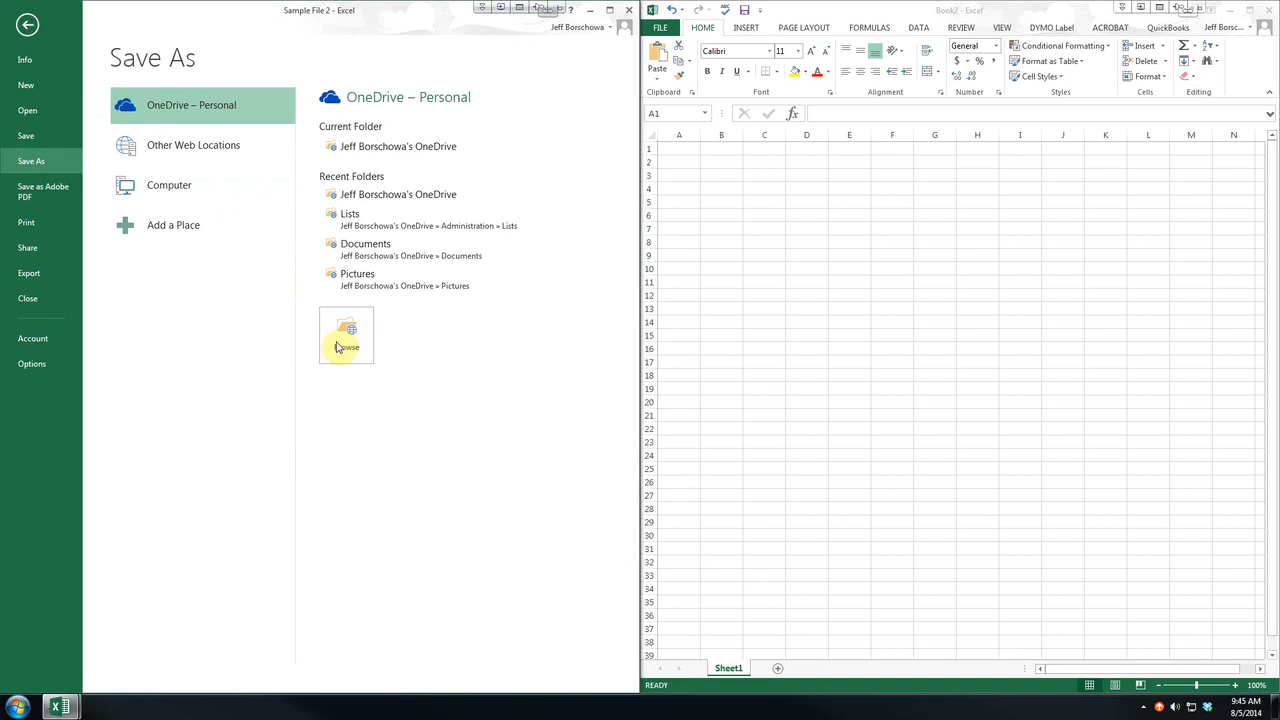 Sample File 2 - Excel
?
Jeff Borschowa
Info
New
Open
Save
Save As
Save as Adobe
PDF
Print
Share
Export
Close
Account
Options
Save As
OneDrive – Personal
Other Web Locations
Computer
Add a Place
OneDrive – Personal
Current Folder
Jeff Borschowa's OneDrive
Recent Folders
Jeff Borschowa's OneDrive
Lists
Jeff Borschowa's OneDrive » Administration » Lists
Documents
Jeff Borschowa's OneDrive » Documents
Pictures
Jeff Borschowa's OneDrive » Pictures
Browse
Book2 - Excel
FILE HOME INSERT PAGE LAYOUT FORMULAS DATA REVIEW VIEW DYMO Label ACROBAT QuickBooks Jeff Borsc...
Paste
Calibri 11
B I U
General
$ % ,
Conditional Formatting
Format as Table
Cell Styles
Insert
Delete
Format
Clipboard Font Alignment Number Styles Cells Editing
A1 fx
A B C D E F G H I J K L M N
1
2
3
4
5
6
7
8
9
10
11
12
13
14
15
16
17
18
19
20
21
22
23
24
25
26
27
28
29
30
31
32
33
34
35
36
37
38
39
Sheet1
READY
100%
9:45 AM
8/5/2014